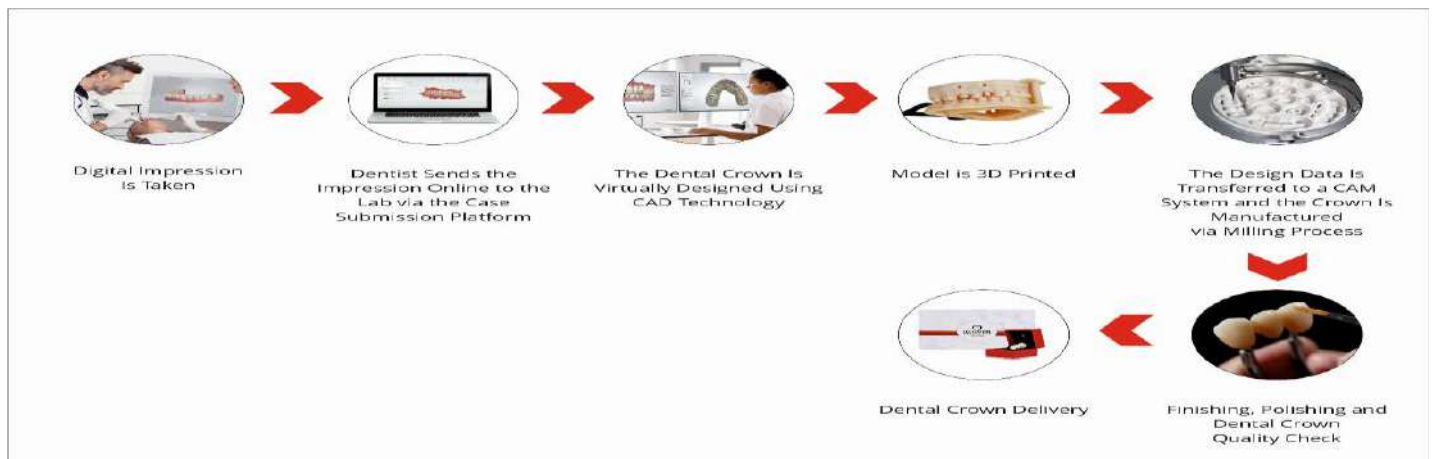 Digital Impression
Is Taken
Dentist Sends the
Impression Online to the
Lab via the Case
Submission Platform
The Dental Crown Is
Virtually Designed Using
CAD Technology
Model is 3D Printed
The Design Data Is
Transferred to a CAM
System and the Crown Is
Manufactured
via Milling Process
Finishing, Polishing and
Dental Crown
Quality Check
Dental Crown Delivery